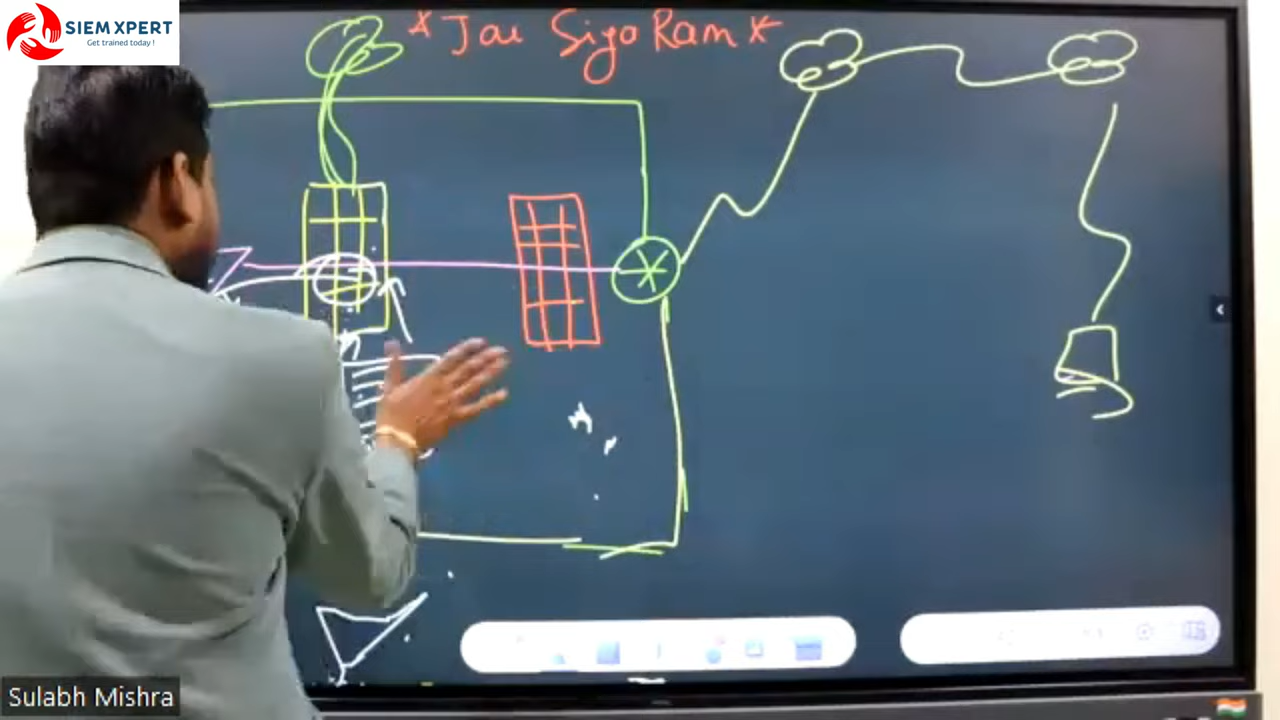 SIEM XPERT
Get trained today !
* Jai Siya Ram *
Sulabh Mishra